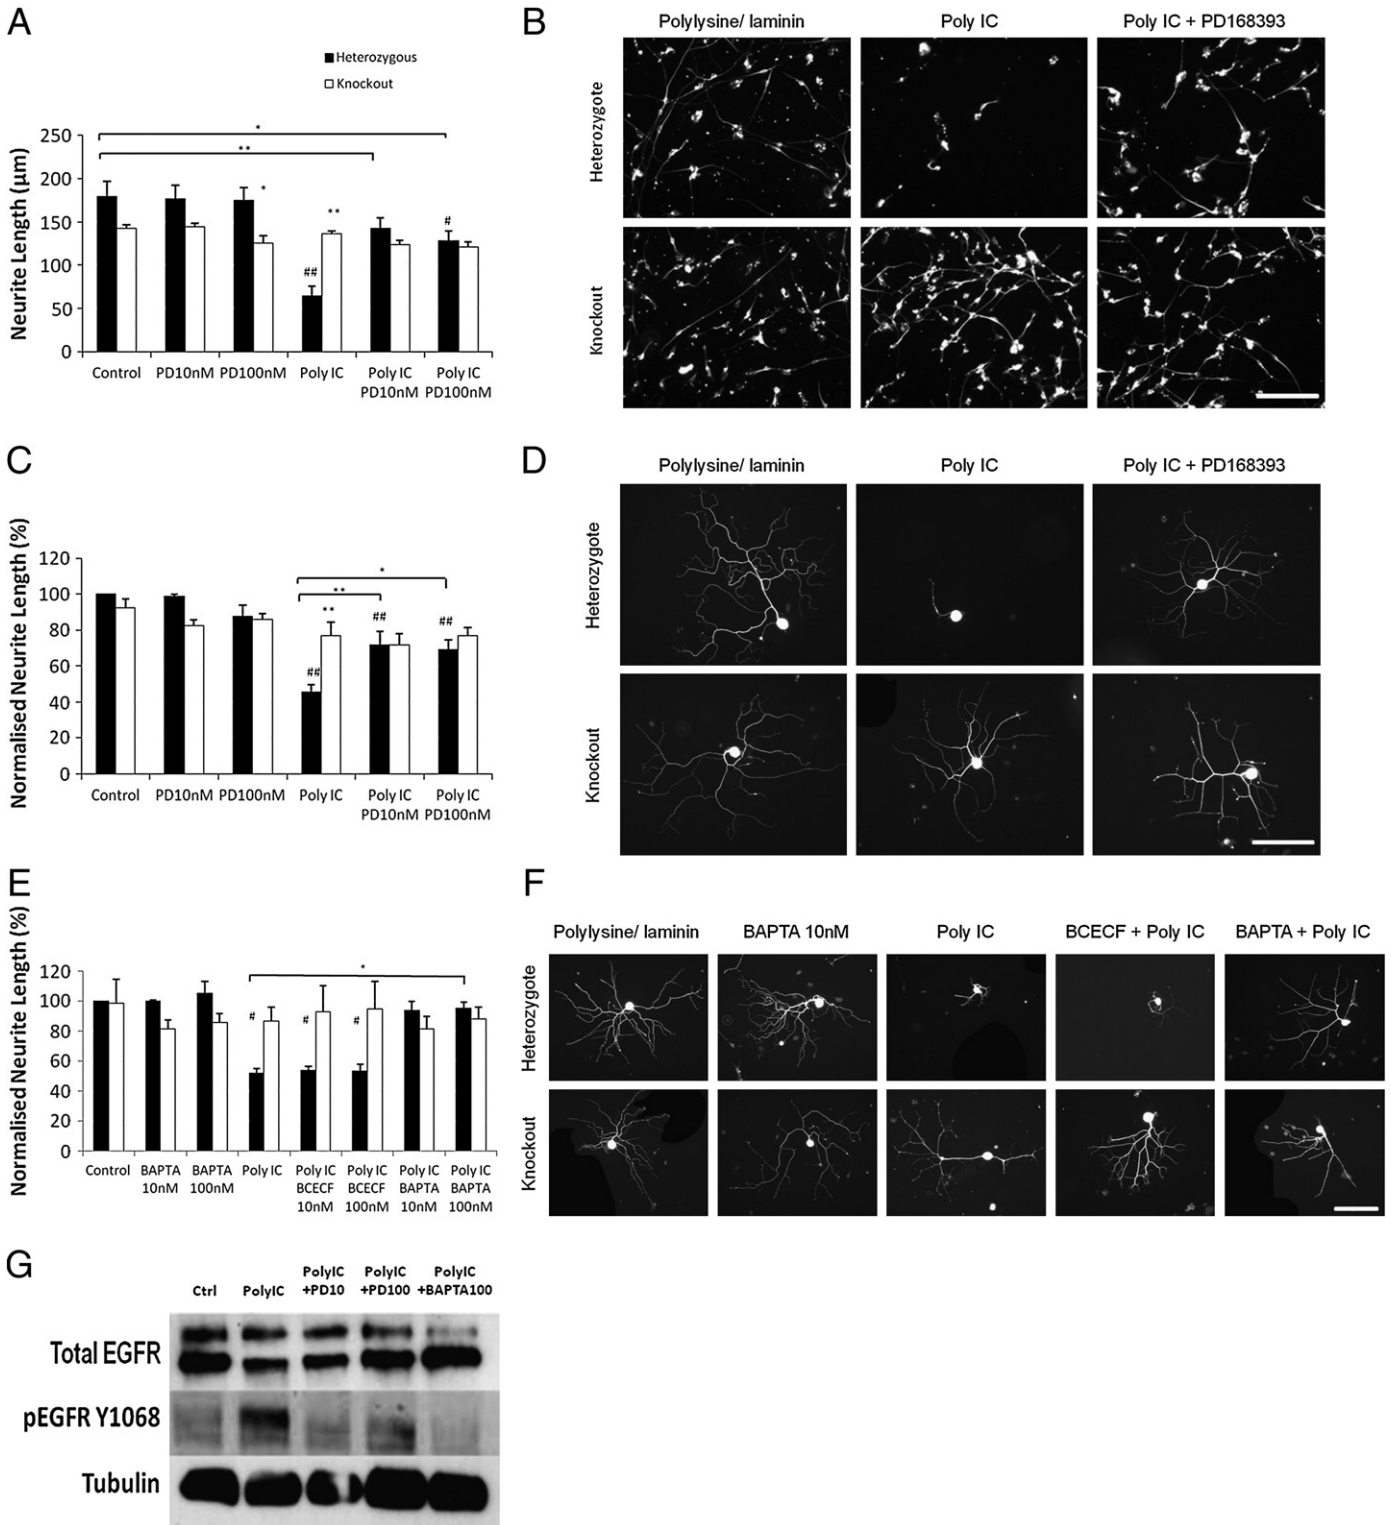 A
Heterozygous
Knockout
Neurite Length (µm)
250
200
150
100
50
0
*
**
*
##
**
#
Control PD10nM PD100nM Poly IC Poly IC Poly IC
PD10nM PD100nM
B
Polylysine/ laminin Poly IC Poly IC + PD168393
Heterozygote
Knockout
C
Normalised Neurite Length (%)
120
100
80
60
40
20
0
*
**
**
##
##
##
Control PD10nM PD100nM Poly IC Poly IC Poly IC
PD10nM PD100nM
D
Polylysine/ laminin Poly IC Poly IC + PD168393
Heterozygote
Knockout
E
Normalised Neurite Length (%)
120
100
80
60
40
20
0
*
#
#
#
Control BAPTA BAPTA Poly IC Poly IC Poly IC Poly IC Poly IC
10nM 100nM BCECF BCECF BAPTA BAPTA
10nM 100nM 10nM 100nM
F
Polylysine/ laminin BAPTA 10nM Poly IC BCECF + Poly IC BAPTA + Poly IC
Heterozygote
Knockout
G
Ctrl PolyIC PolyIC PolyIC PolyIC
+PD10 +PD100 +BAPTA100
Total EGFR
pEGFR Y1068
Tubulin